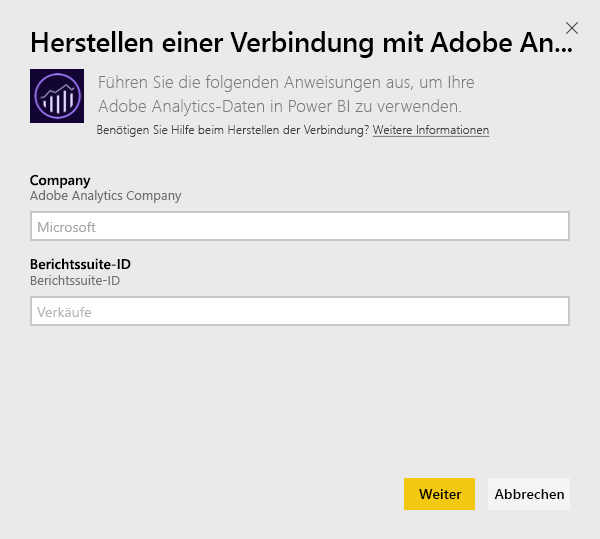 Herstellen einer Verbindung mit Adobe An...
Führen Sie die folgenden Anweisungen aus, um Ihre
Adobe Analytics-Daten in Power BI zu verwenden.
Benötigen Sie Hilfe beim Herstellen der Verbindung? Weitere Informationen
Company
Adobe Analytics Company
Microsoft
Berichtssuite-ID
Berichtssuite-ID
Verkäufe
Weiter Abbrechen